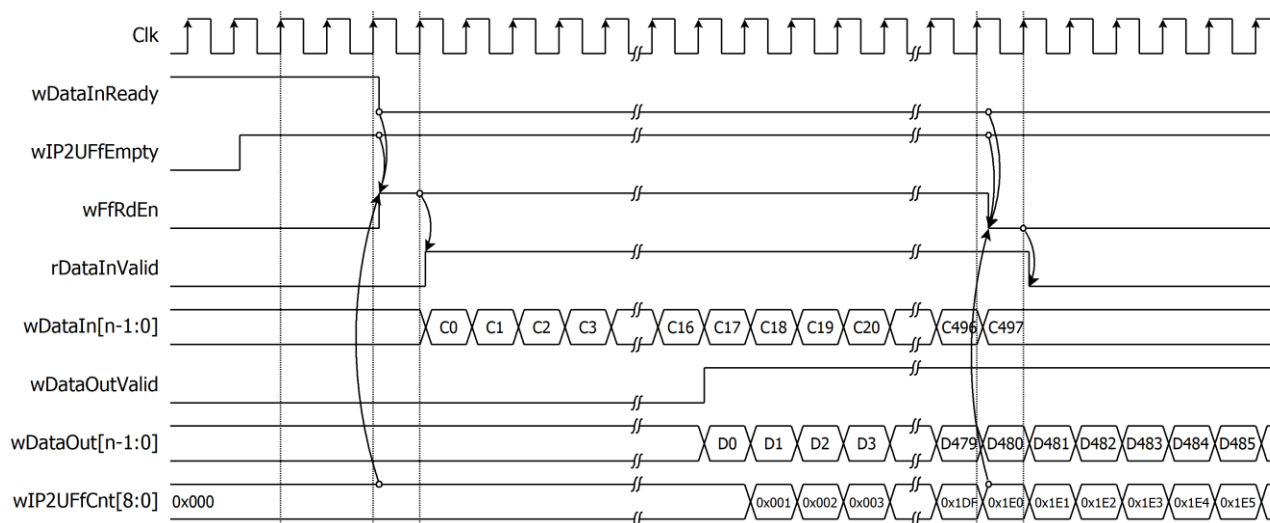 Clk
wDataInReady
wIP2UFfEmpty
wFfRdEn
rDataInValid
wDataIn[n-1:0] C0 C1 C2 C3 C16 C17 C18 C19 C20 C496 C497
wDataOutValid
wDataOut[n-1:0] D0 D1 D2 D3 D479 D480 D481 D482 D483 D484 D485
wIP2UFfCnt[8:0] 0x000 0x001 0x002 0x003 0x1DF 0x1E0 0x1E1 0x1E2 0x1E3 0x1E4 0x1E5